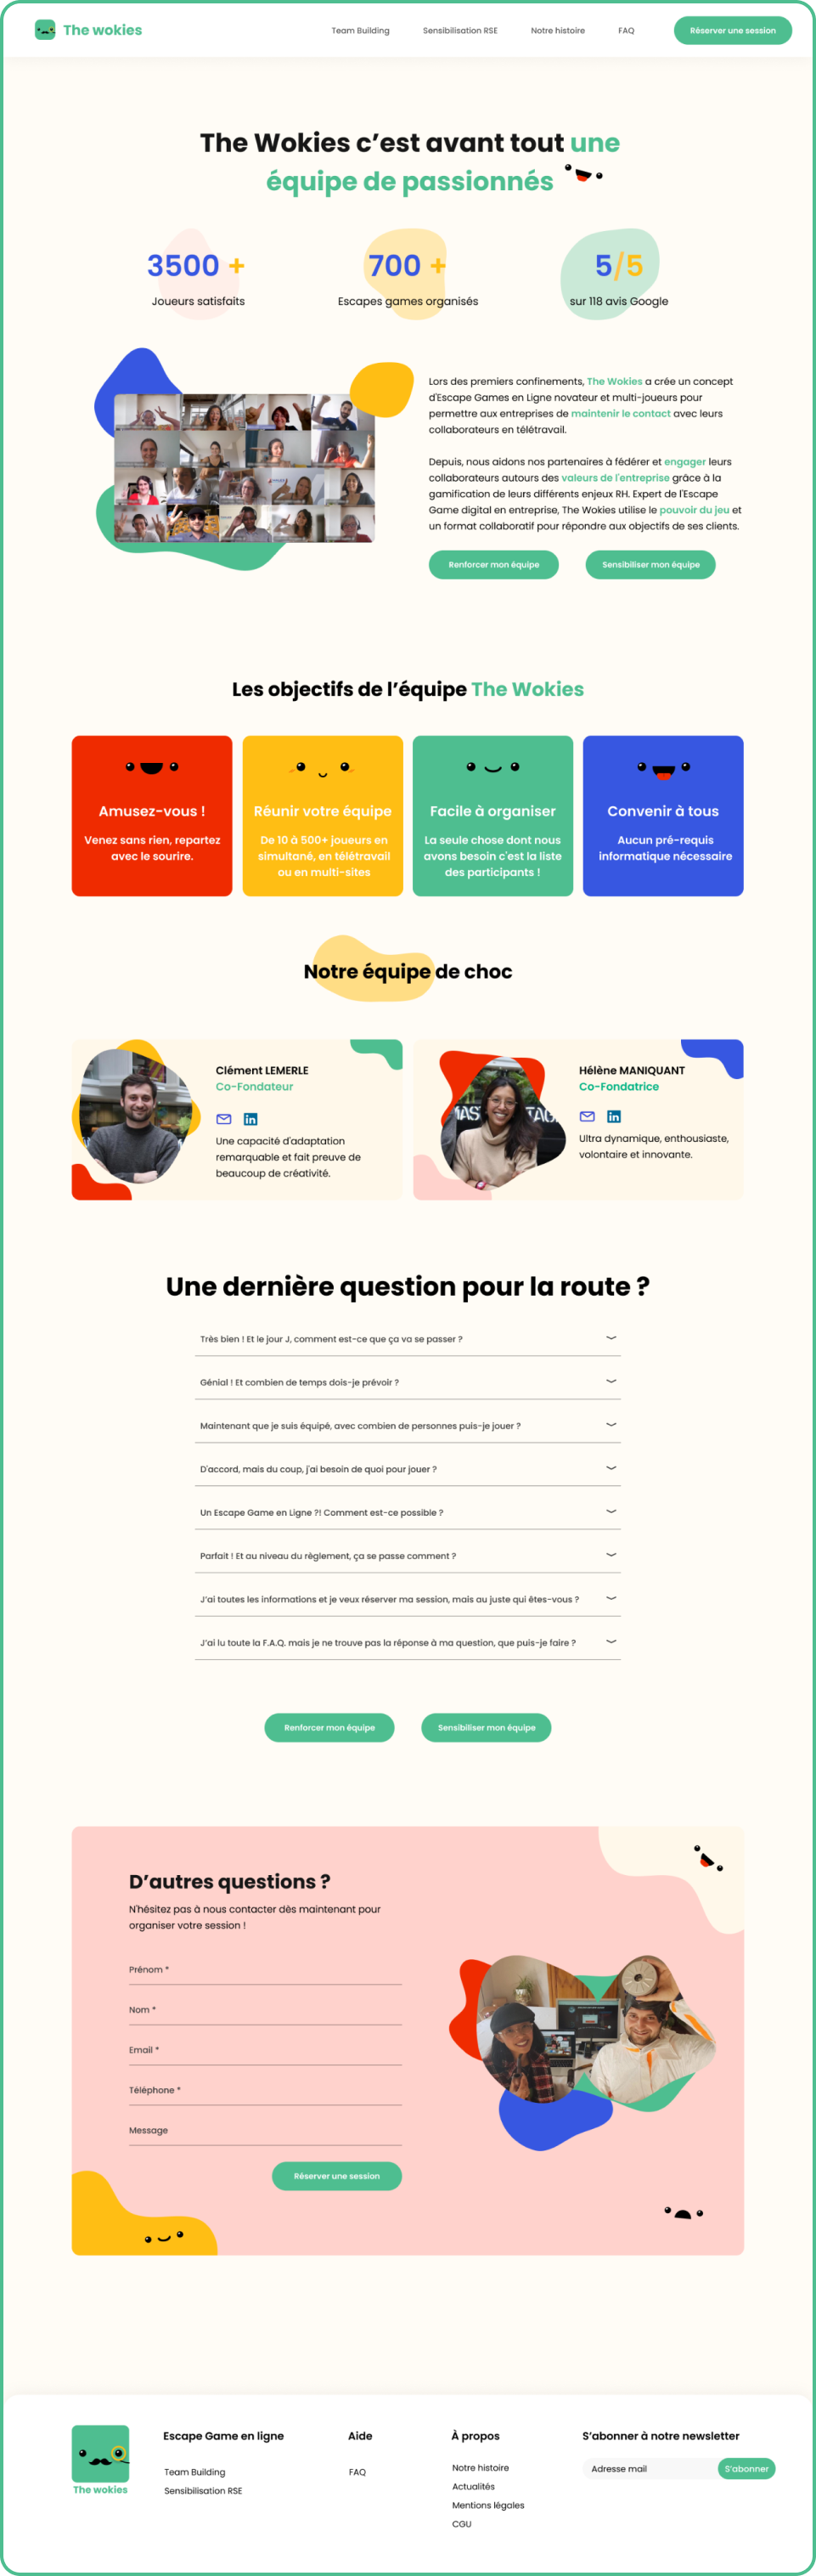 The wokies
Team Building
Sensibilisation RSE
Notre histoire
FAQ
Réserver une session
The Wokies c’est avant tout une
équipe de passionnés
3500 +
Joueurs satisfaits
700 +
Escapes games organisés
5/5
sur 118 avis Google
Lors des premiers confinements, The Wokies a crée un concept
d'Escape Games en Ligne novateur et multi-joueurs pour
permettre aux entreprises de maintenir le contact avec leurs
collaborateurs en télétravail.
Depuis, nous aidons nos partenaires à fédérer et engager leurs
collaborateurs autours des valeurs de l'entreprise grâce à la
gamification de leurs différents enjeux RH. Expert de l'Escape
Game digital en entreprise, The Wokies utilise le pouvoir du jeu et
un format collaboratif pour répondre aux objectifs de ses clients.
Renforcer mon équipe
Sensibiliser mon équipe
Les objectifs de l’équipe The Wokies
Amusez-vous !
Venez sans rien, repartez
avec le sourire.
Réunir votre équipe
De 10 à 500+ joueurs en
simultané, en télétravail
ou en multi-sites
Facile à organiser
La seule chose dont nous
avons besoin c'est la liste
des participants !
Convenir à tous
Aucun pré-requis
informatique nécessaire
Notre équipe de choc
Clément LEMERLE
Co-Fondateur
in
Une capacité d'adaptation
remarquable et fait preuve de
beaucoup de créativité.
Hélène MANIQUANT
Co-Fondatrice
in
Ultra dynamique, enthousiaste,
volontaire et innovante.
Une dernière question pour la route ?
Très bien ! Et le jour J, comment est-ce que ça va se passer ?
Génial ! Et combien de temps dois-je prévoir ?
Maintenant que je suis équipé, avec combien de personnes puis-je jouer ?
D'accord, mais du coup, j'ai besoin de quoi pour jouer ?
Un Escape Game en Ligne ?! Comment est-ce possible ?
Parfait ! Et au niveau du règlement, ça se passe comment ?
J'ai toutes les informations et je veux réserver ma session, mais au juste qui êtes-vous ?
J'ai lu toute la F.A.Q. mais je ne trouve pas la réponse à ma question, que puis-je faire ?
Renforcer mon équipe
Sensibiliser mon équipe
D’autres questions ?
N'hésitez pas à nous contacter dès maintenant pour
organiser votre session !
Prénom *
Nom *
Email *
Téléphone *
Message
Réserver une session
The wokies
Escape Game en ligne
Team Building
Sensibilisation RSE
Aide
FAQ
À propos
Notre histoire
Actualités
Mentions légales
CGU
S’abonner à notre newsletter
Adresse mail
S’abonner